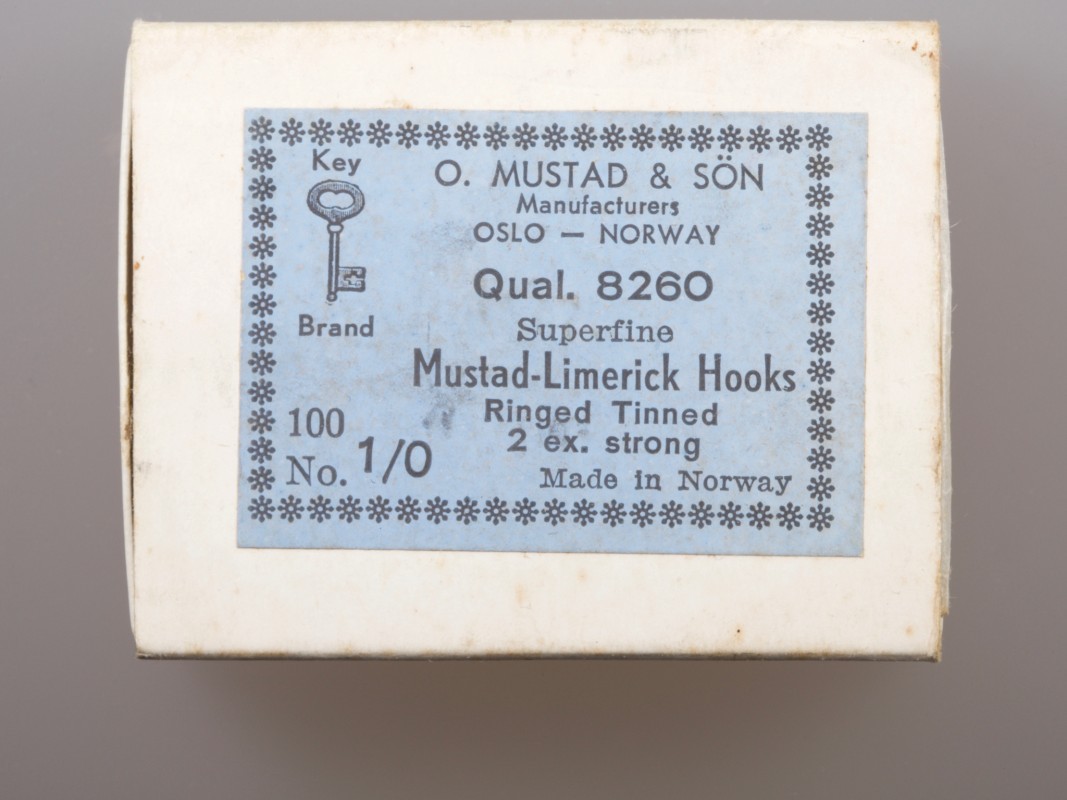 Key
Brand
O. MUSTAD & SÖN
Manufacturers
OSLO — NORWAY
Qual. 8260
Superfine
Mustad-Limerick Hooks
Ringed Tinned
2 ex. strong
100
No. 1/0
Made in Norway